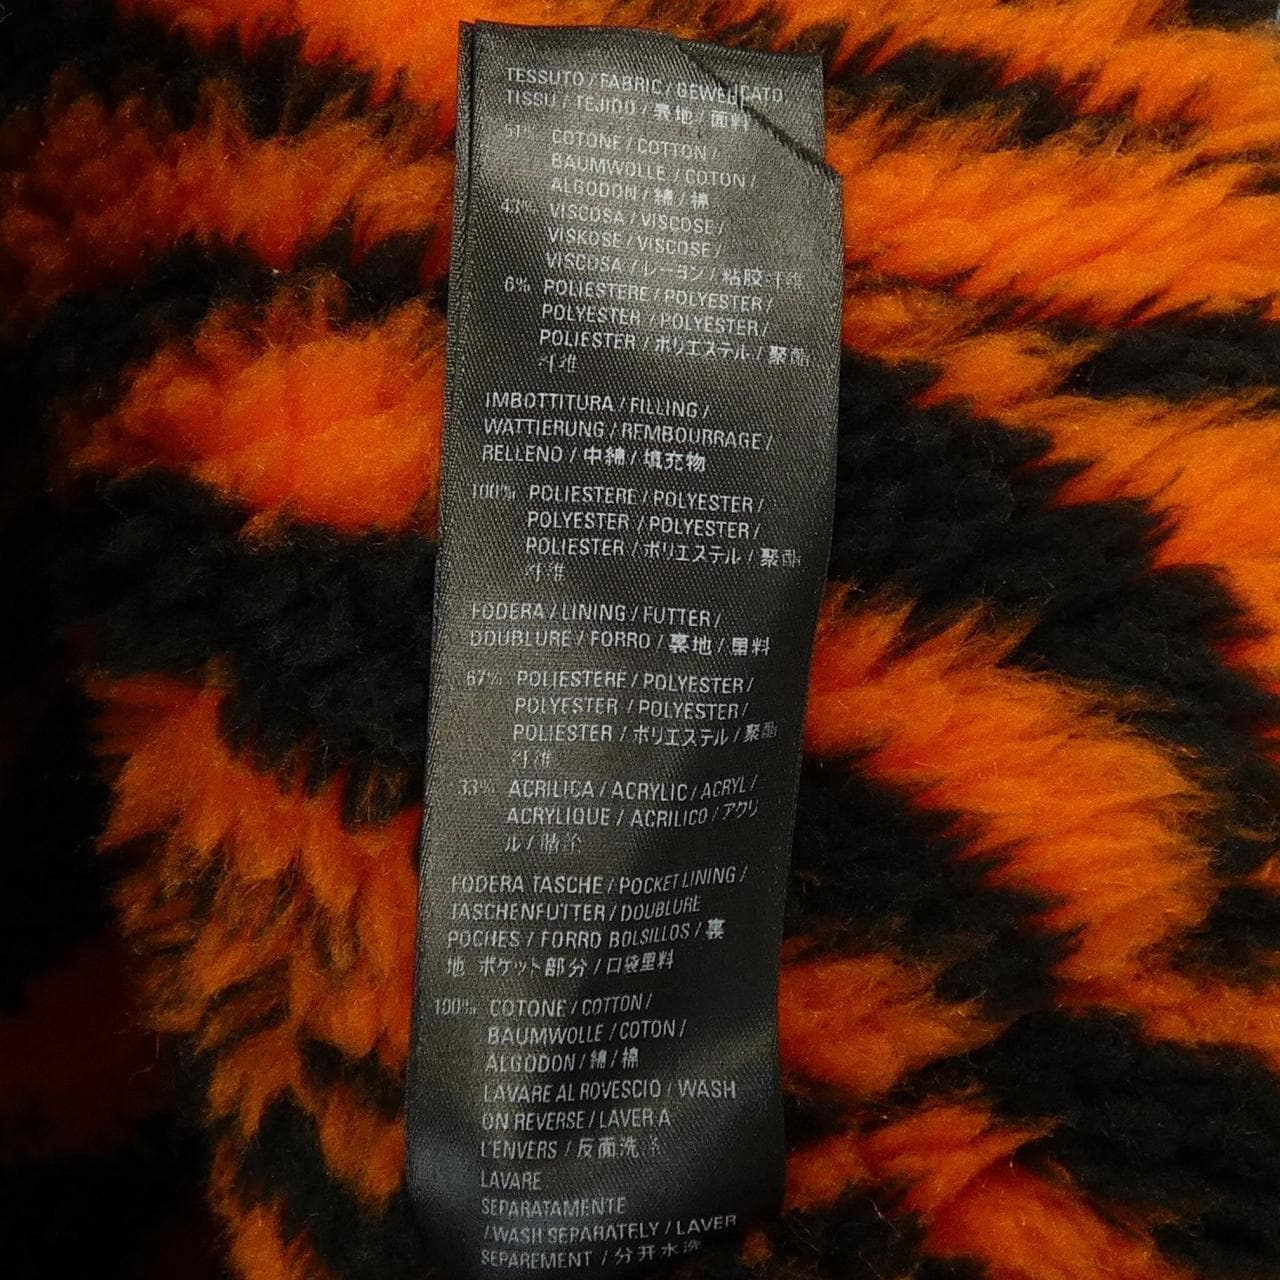 TESSUTO / FABRIC / GEWEBCATO,
TISSU / TEJIDO / 裏地 / 面料
51% COTONE / COTTON /
BAUMWOLLE / COTON /
ALGODON / 綿 / 棉
43% VISCOSA / VISCOSE /
VISKOSE / VISCOSE /
VISCOSA / レーヨン / 粘胶纤维
6% POLIESTERE / POLYESTER /
POLYESTER / POLYESTER /
POLIESTER / ポリエステル / 聚酯
纤维
IMBOTTITURA / FILLING /
WATTIERUNG / REMBOURRAGE /
RELLENO / 中綿 / 填充物
100% POLIESTERE / POLYESTER /
POLYESTER / POLYESTER /
POLIESTER / ポリエステル / 聚酯
纤维
FODERA / LINING / FUTTER /
DOUBLURE / FORRO / 裏地 / 里料
67% POLIESTERE / POLYESTER /
POLYESTER / POLYESTER /
POLIESTER / ポリエステル / 聚酯
纤维
33% ACRILICA / ACRYLIC / ACRYL /
ACRYLIQUE / ACRILICO / アクリ
ル / 腈纶
FODERA TASCHE / POCKET LINING /
TASCHENFUTTER / DOUBLURE
POCHES / FORRO BOLSILLOS / 裏
地 ポケット部分 / 口袋里料
100% COTONE / COTTON /
BAUMWOLLE / COTON /
ALGODON / 綿 / 棉
LAVARE AL ROVESCIO / WASH
ON REVERSE / LAVER A
L'ENVERS / 反面洗涤
LAVARE
SEPARATAMENTE
/WASH SEPARATELY / LAVER
SEPAREMENT / 分开水洗